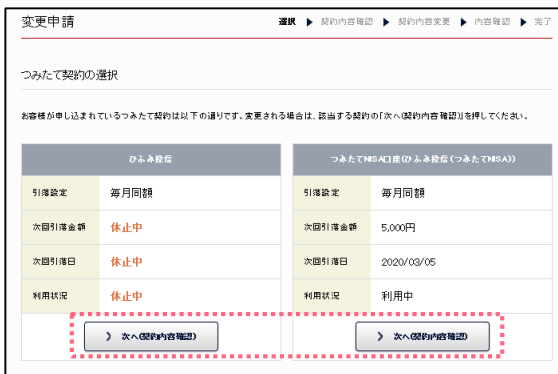 変更申請
選択 ▶ 契約内容確認 ▶ 契約内容変更 ▶ 内容確認 ▶ 完了
つみたて契約の選択
お客様が申し込まれているつみたて契約は以下の通りです。変更される場合は、該当する契約の「次へ(契約内容確認)」を押してください。
ひふみ投信
引落設定 毎月同額
次回引落金額 休止中
次回引落日 休止中
利用状況 休止中
次へ(契約内容確認)
つみたてNISA口座(ひふみ投信(つみたてNISA))
引落設定 毎月同額
次回引落金額 5,000円
次回引落日 2020/03/05
利用状況 利用中
次へ(契約内容確認)